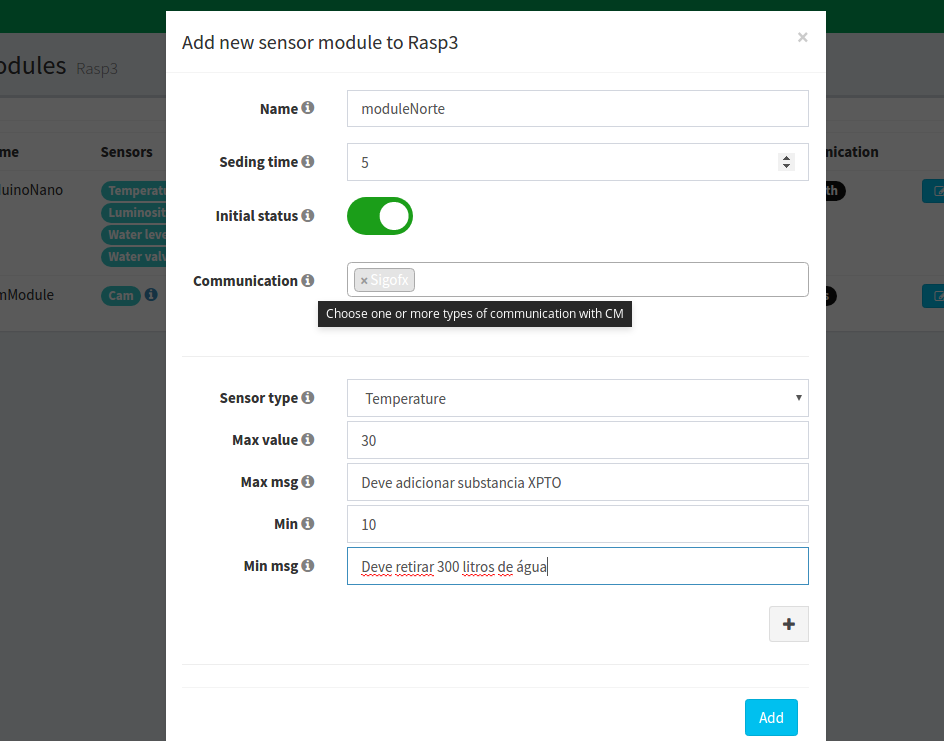 Add new sensor module to Rasp3
×
odules Rasp3
Name
moduleNorte
me
Sensors
nication
Seding time
5
uinoNano
Temperatu
th
Luminosit
Initial status
Water leve
Water valv
Communication
× Sigofx
mModule
Cam
s
Choose one or more types of communication with CM
Sensor type
Temperature
Max value
30
Max msg
Deve adicionar substancia XPTO
Min
10
Min msg
Deve retirar 300 litros de água
+
Add